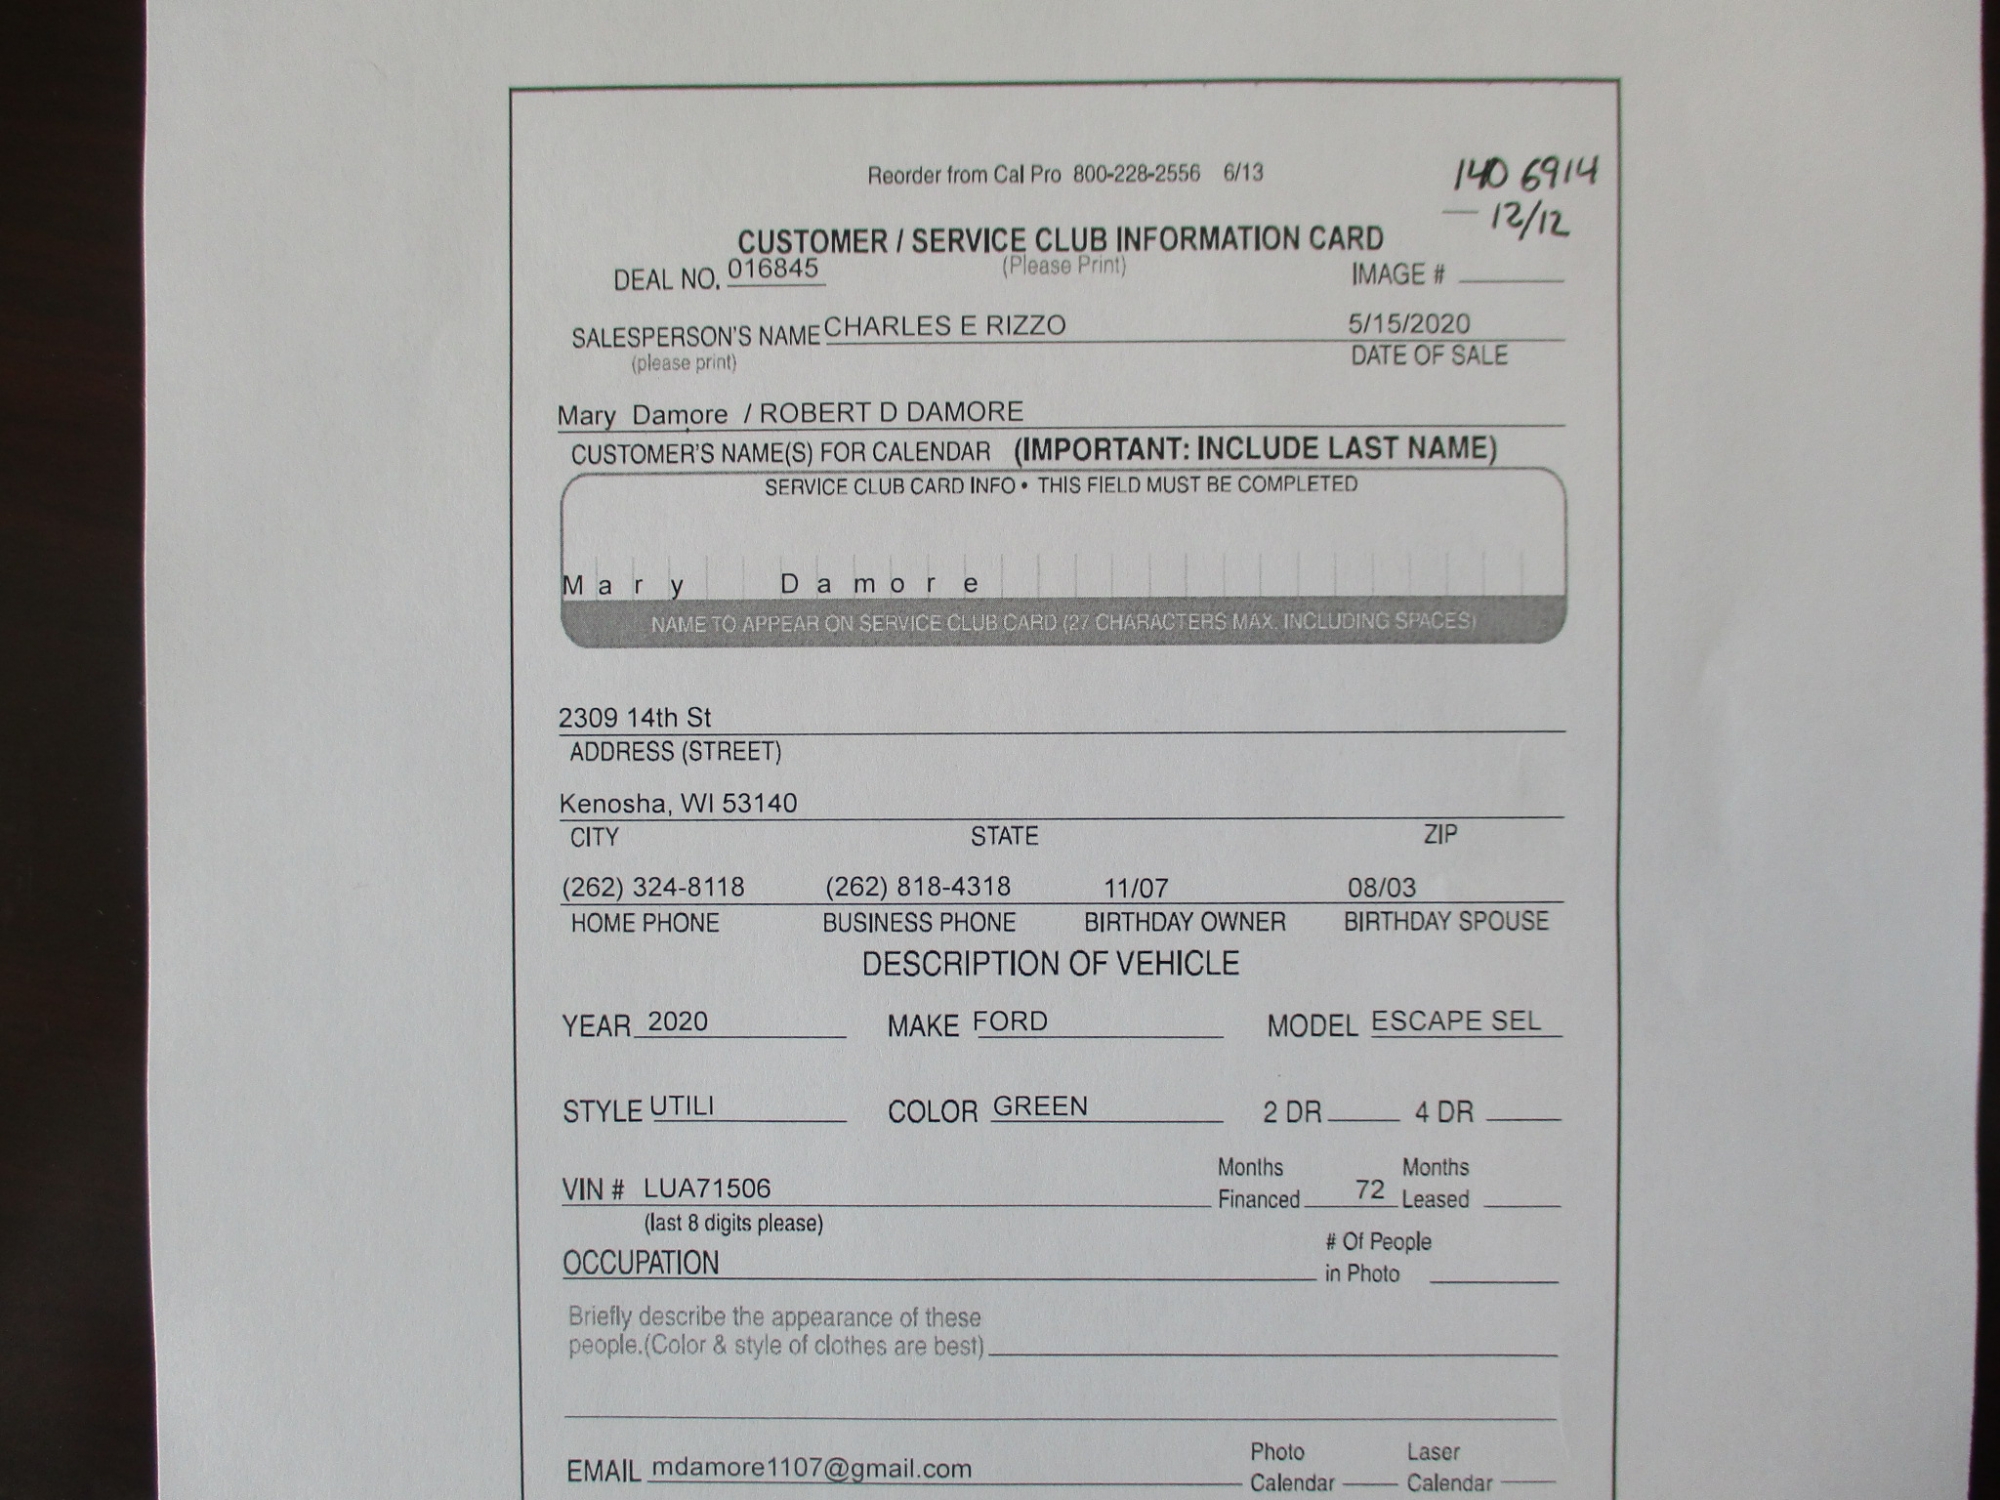 Reorder from Cal Pro 800-228-2556 6/13
140 6914
— 12/12
CUSTOMER / SERVICE CLUB INFORMATION CARD
DEAL NO. 016845 (Please Print) IMAGE #
SALESPERSON'S NAME CHARLES E RIZZO 5/15/2020
(please print) DATE OF SALE
Mary Damore / ROBERT D DAMORE
CUSTOMER'S NAME(S) FOR CALENDAR (IMPORTANT: INCLUDE LAST NAME)
SERVICE CLUB CARD INFO • THIS FIELD MUST BE COMPLETED
Mary Damore
NAME TO APPEAR ON SERVICE CLUB CARD (27 CHARACTERS MAX. INCLUDING SPACES)
2309 14th St
ADDRESS (STREET)
Kenosha, WI 53140
CITY STATE ZIP
(262) 324-8118 (262) 818-4318 11/07 08/03
HOME PHONE BUSINESS PHONE BIRTHDAY OWNER BIRTHDAY SPOUSE
DESCRIPTION OF VEHICLE
YEAR 2020 MAKE FORD MODEL ESCAPE SEL
STYLE UTILI COLOR GREEN 2 DR 4 DR
Months Months
VIN # LUA71506 Financed 72 Leased
(last 8 digits please)
# Of People
OCCUPATION in Photo
Briefly describe the appearance of these
people.(Color & style of clothes are best)
Photo Laser
EMAIL mdamore1107@gmail.com Calendar Calendar